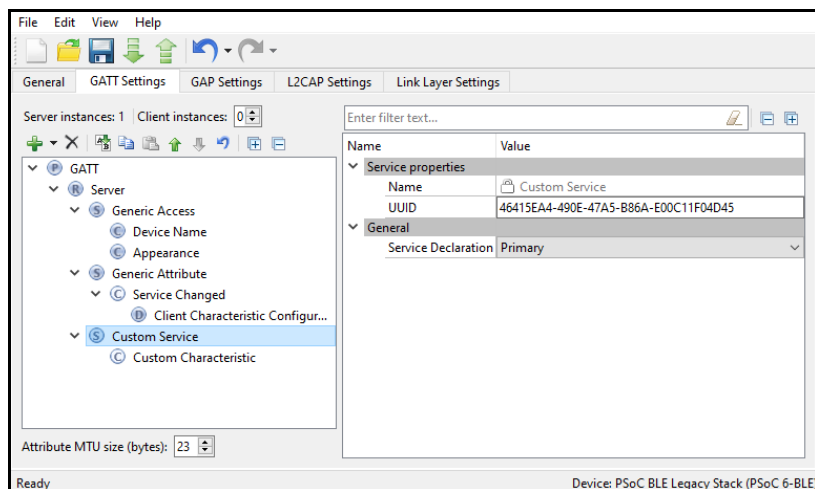 File Edit View Help
General GATT Settings GAP Settings L2CAP Settings Link Layer Settings
Server instances: 1 Client instances: 0
Enter filter text...
Name Value
P GATT
Service properties
R Server
Name Custom Service
S Generic Access
UUID 46415EA4-490E-47A5-B86A-E00C11F04D45
C Device Name
General
C Appearance
Service Declaration Primary
S Generic Attribute
C Service Changed
D Client Characteristic Configur...
S Custom Service
C Custom Characteristic
Attribute MTU size (bytes): 23
Ready Device: PSoC BLE Legacy Stack (PSoC 6-BLE)